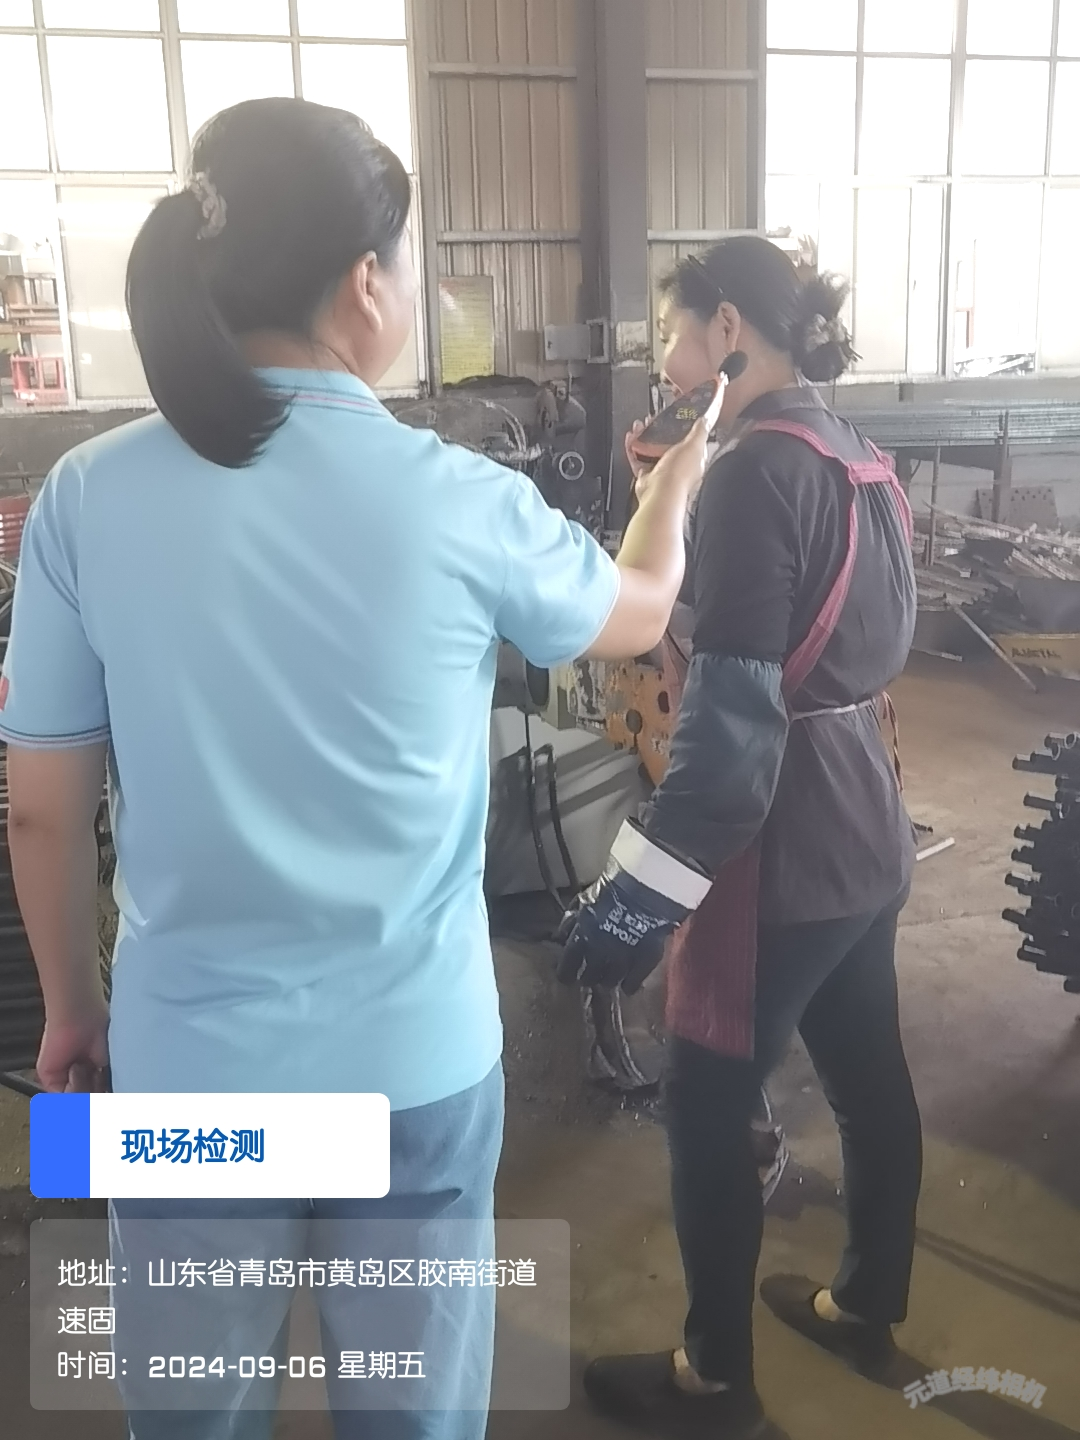 现场检测
地址：山东省青岛市黄岛区胶南街道
速固
时间：2024-09-06 星期五
元道经纬相机